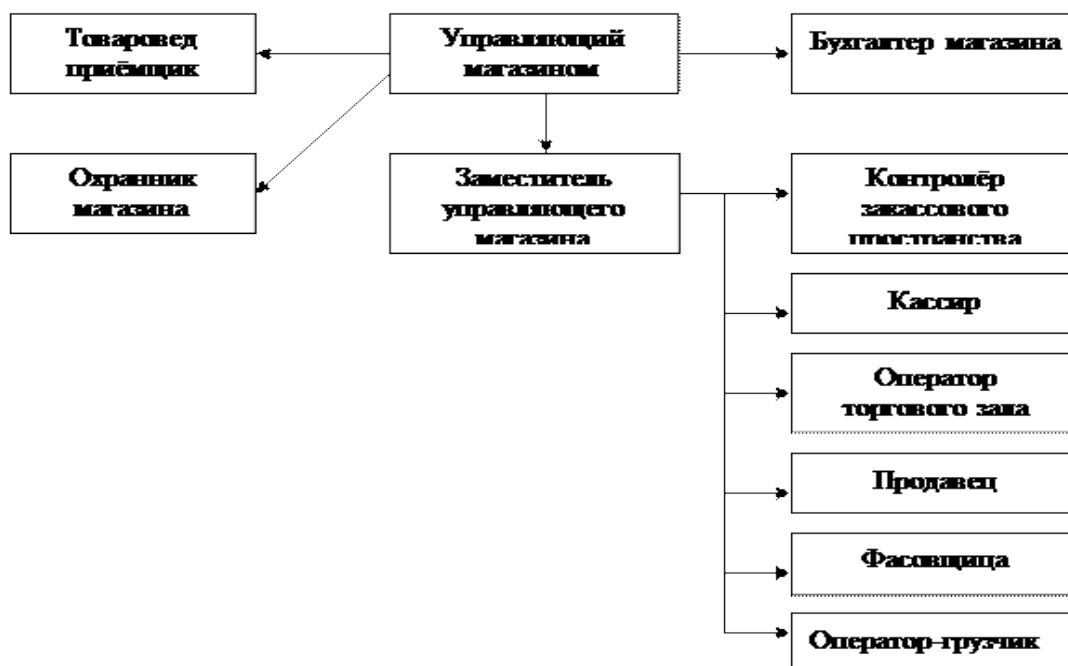 Товаровед
приёмщик
Управляющий
магазином
Бухгалтер магазина
Охранник
магазина
Заместитель
управляющего
магазина
Контролёр
закассового
пространства
Кассир
Оператор
торгового зала
Продавец
Фасовщица
Оператор-грузчик